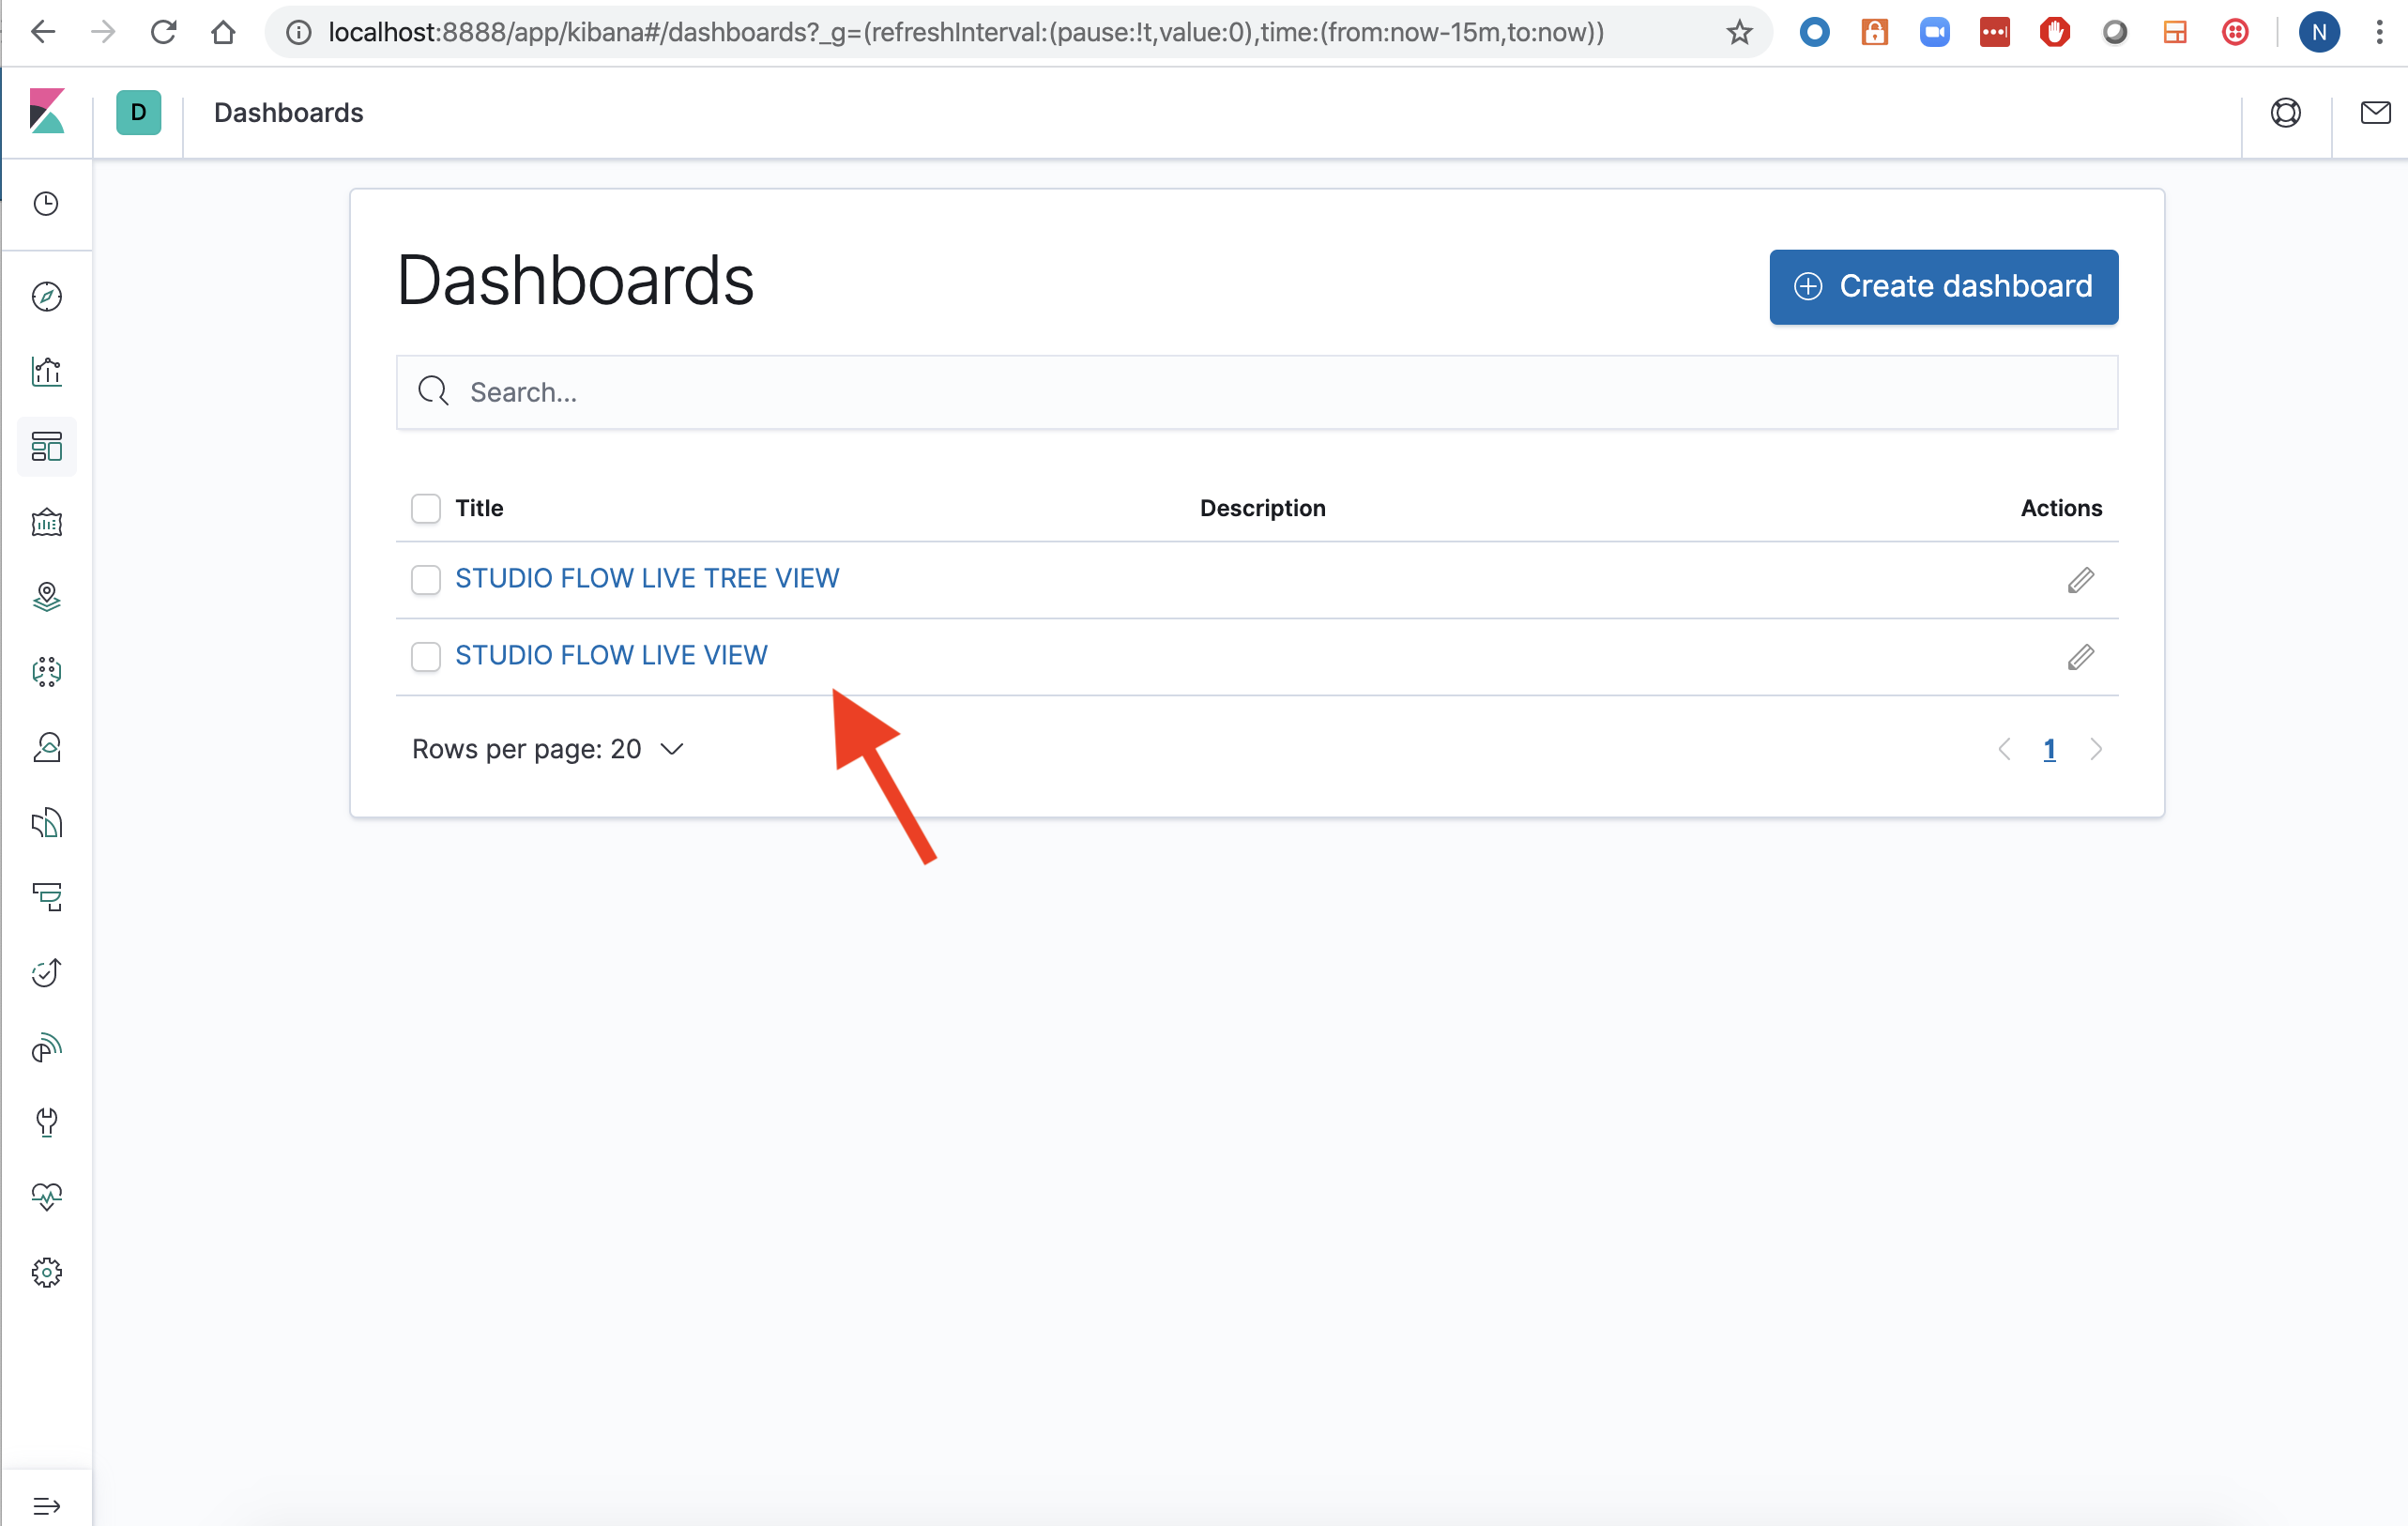 localhost:8888/app/kibana#/dashboards?_g=(refreshInterval:(pause:!t,value:0),time:(from:now-15m,to:now))
N
D
Dashboards
Dashboards
Create dashboard
Search...
Title Description Actions
STUDIO FLOW LIVE TREE VIEW
STUDIO FLOW LIVE VIEW
Rows per page: 20
1